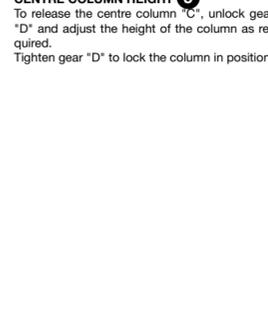 CENTRE COLUMN HEIGHT
To release the centre column "C", unlock gea
"D" and adjust the height of the column as re
quired.
Tighten gear "D" to lock the column in position